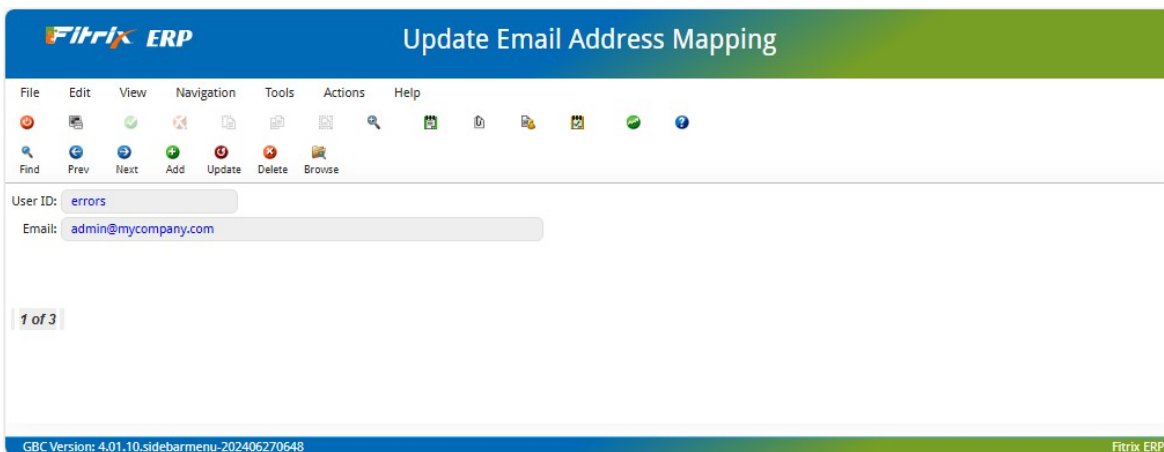 Fitrix ERP
Update Email Address Mapping
File Edit View Navigation Tools Actions Help
Find Prev Next Add Update Delete Browse
User ID: errors
Email: admin@mycompany.com
1 of 3
GBC Version: 4.01.10.sidebarmenu-202406270648 Fitrix ERP